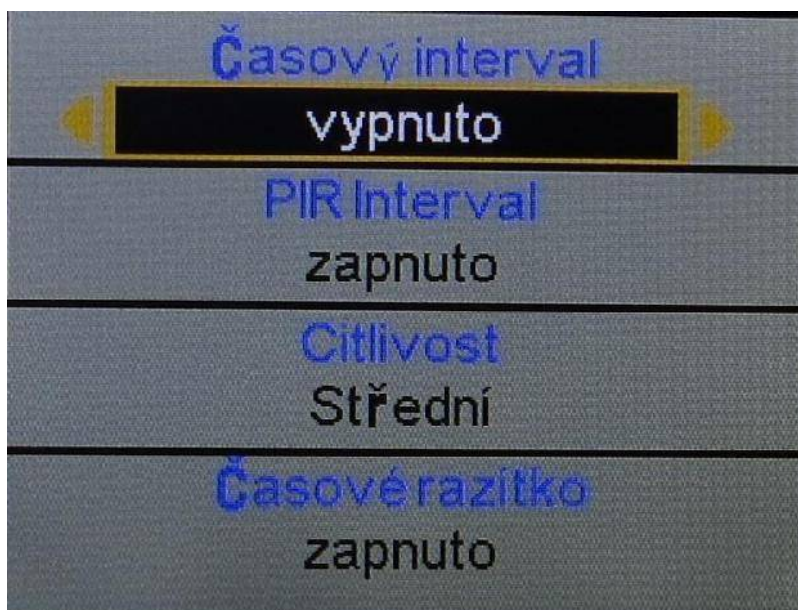 Časový interval
vypnuto
PIR Interval
zapnuto
Citlivost
Střední
Časové razítko
zapnuto